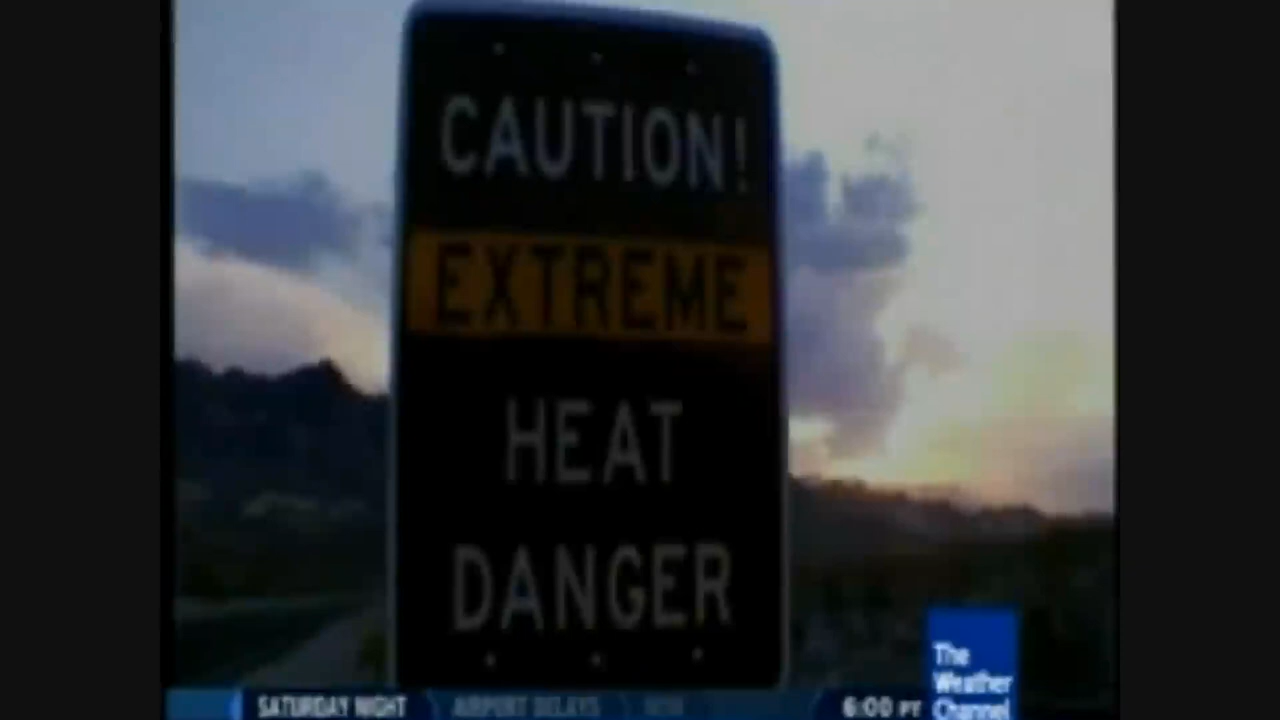 CAUTION!
EXTREME
HEAT
DANGER
The
Weather
Channel
SATURDAY NIGHT
AIRPORT DELAYS
6:00 PT